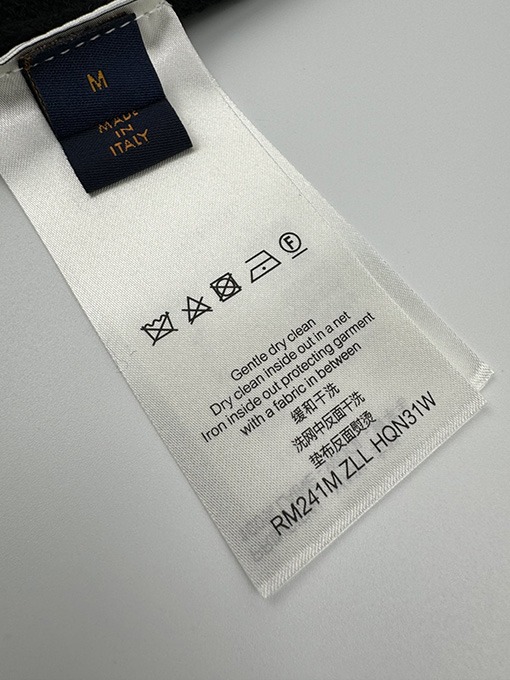 M
MADE
IN
ITALY
F
Gentle dry clean
Dry clean inside out in a net
Iron inside out protecting garment
with a fabric in between
缓和干洗
洗网中反面干洗
垫布反面熨烫
RM241M ZLL HQN31W